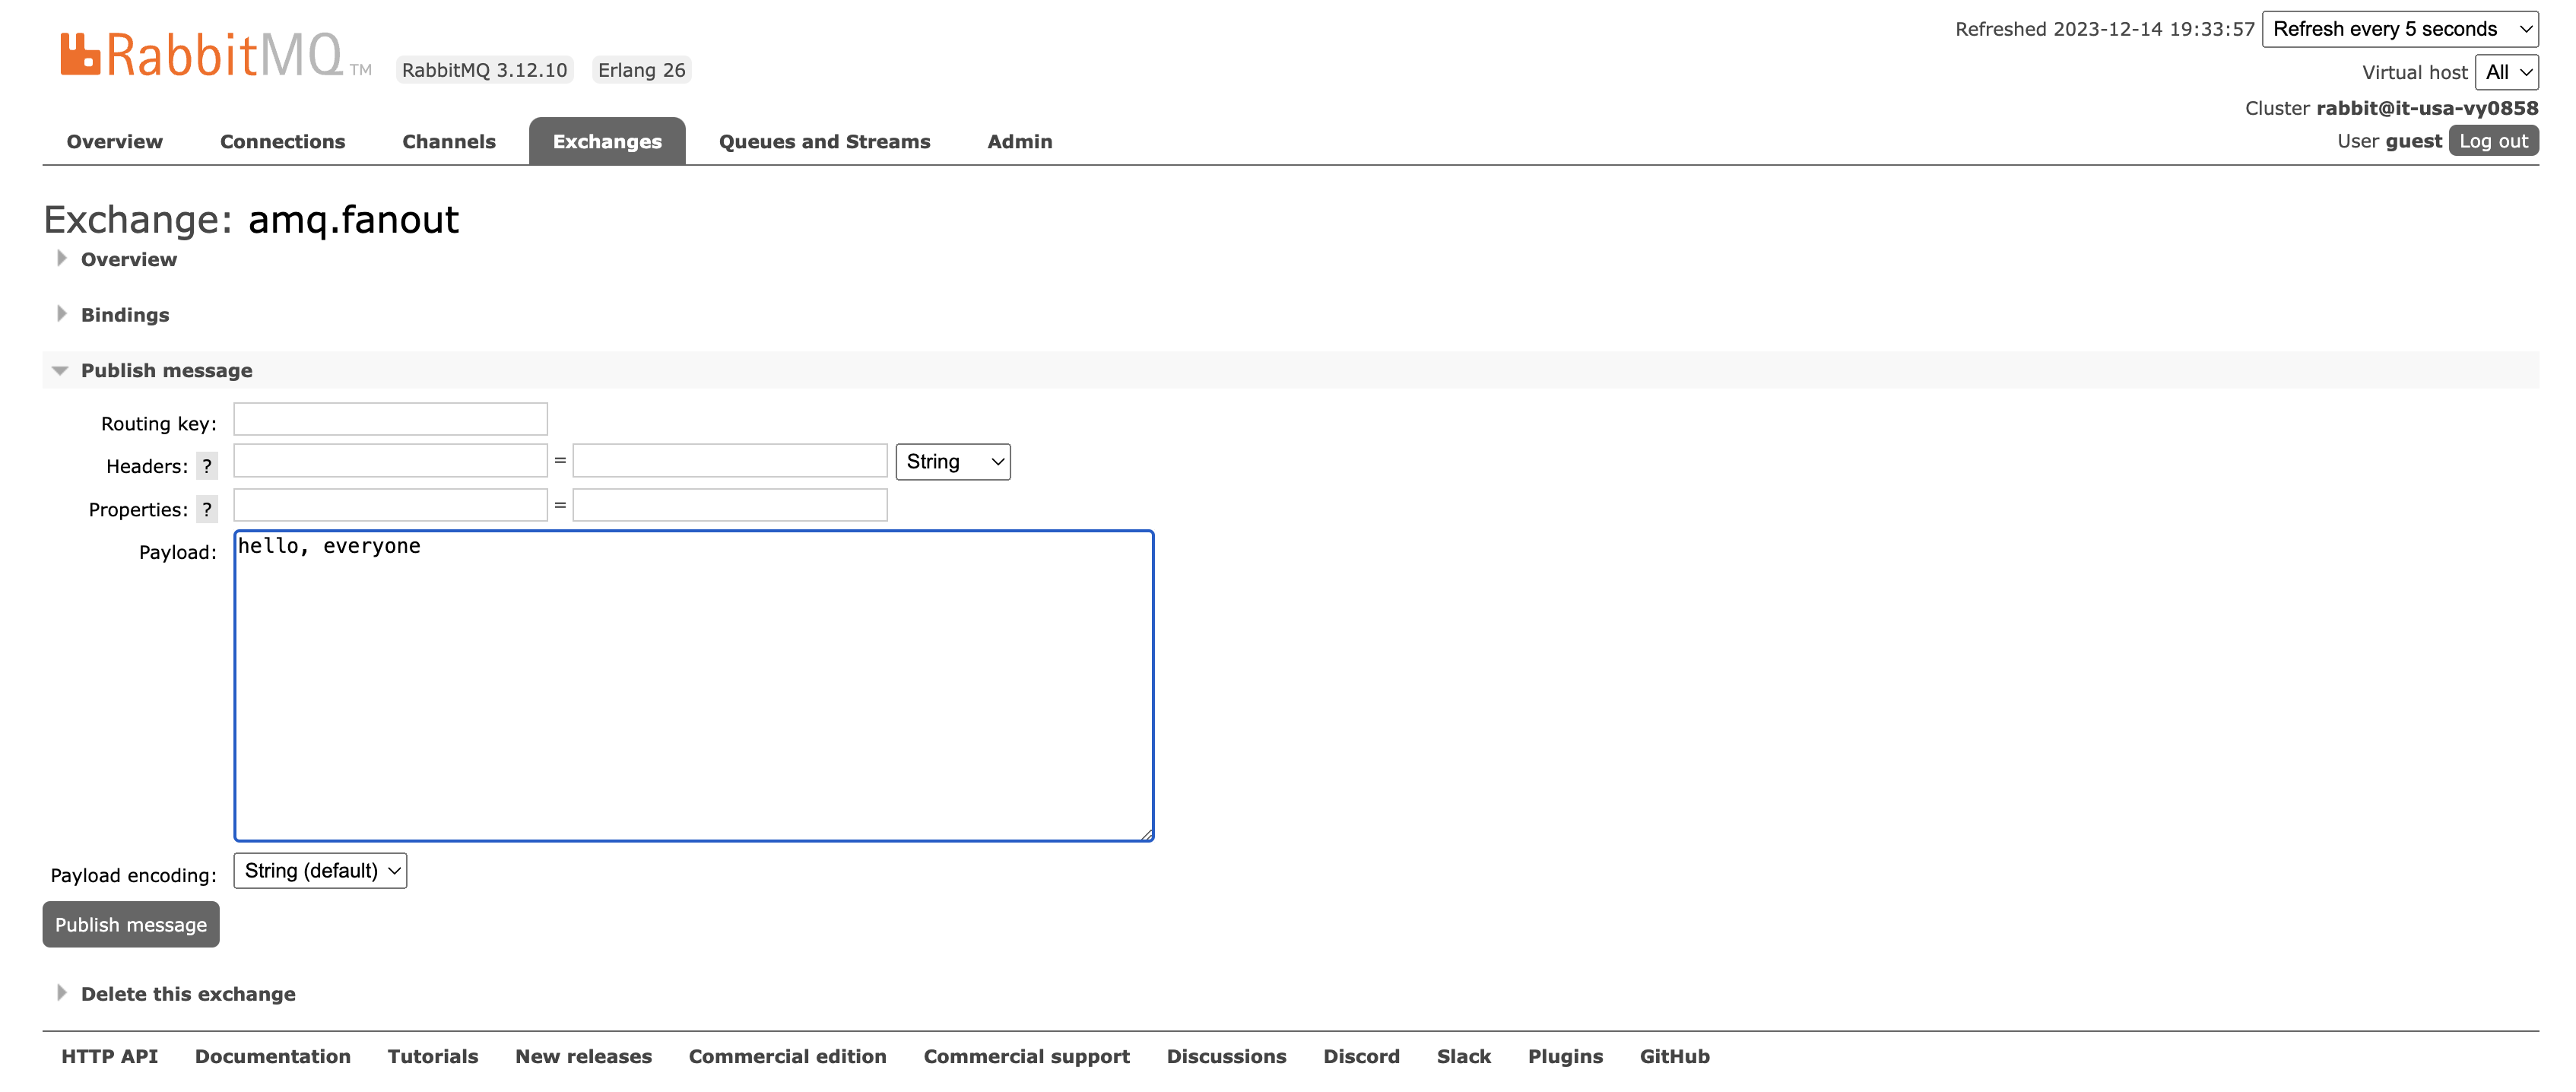 Refreshed 2023-12-14 19:33:57 Refresh every 5 seconds
RabbitMQ TM RabbitMQ 3.12.10 Erlang 26
Virtual host All
Cluster rabbit@it-usa-vy0858
User guest Log out
Overview Connections Channels Exchanges Queues and Streams Admin
Exchange: amq.fanout
Overview
Bindings
Publish message
Routing key:
Headers: ? = String
Properties: ? =
Payload: hello, everyone
Payload encoding: String (default)
Publish message
Delete this exchange
HTTP API Documentation Tutorials New releases Commercial edition Commercial support Discussions Discord Slack Plugins GitHub